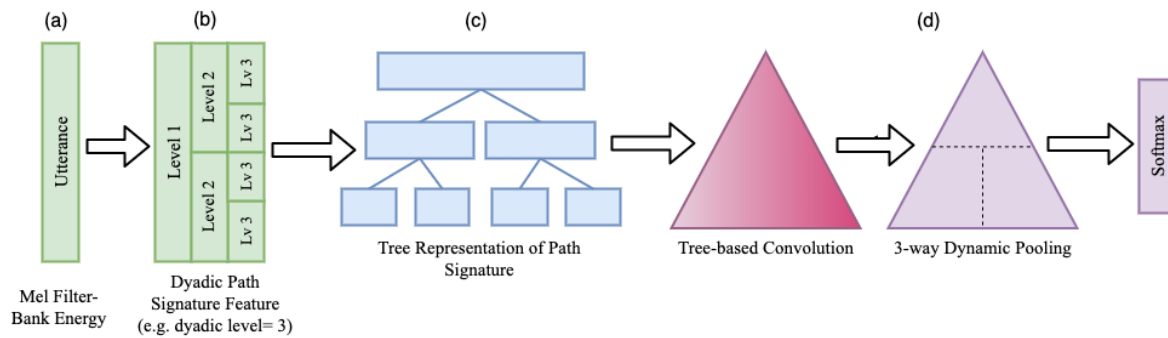 (a)
(b)
(c)
(d)
Utterance
Level 1
Level 2
Level 2
Lv 3
Lv 3
Lv 3
Lv 3
Softmax
Mel Filter-
Bank Energy
Dyadic Path
Signature Feature
(e.g. dyadic level= 3)
Tree Representation of Path
Signature
Tree-based Convolution
3-way Dynamic Pooling